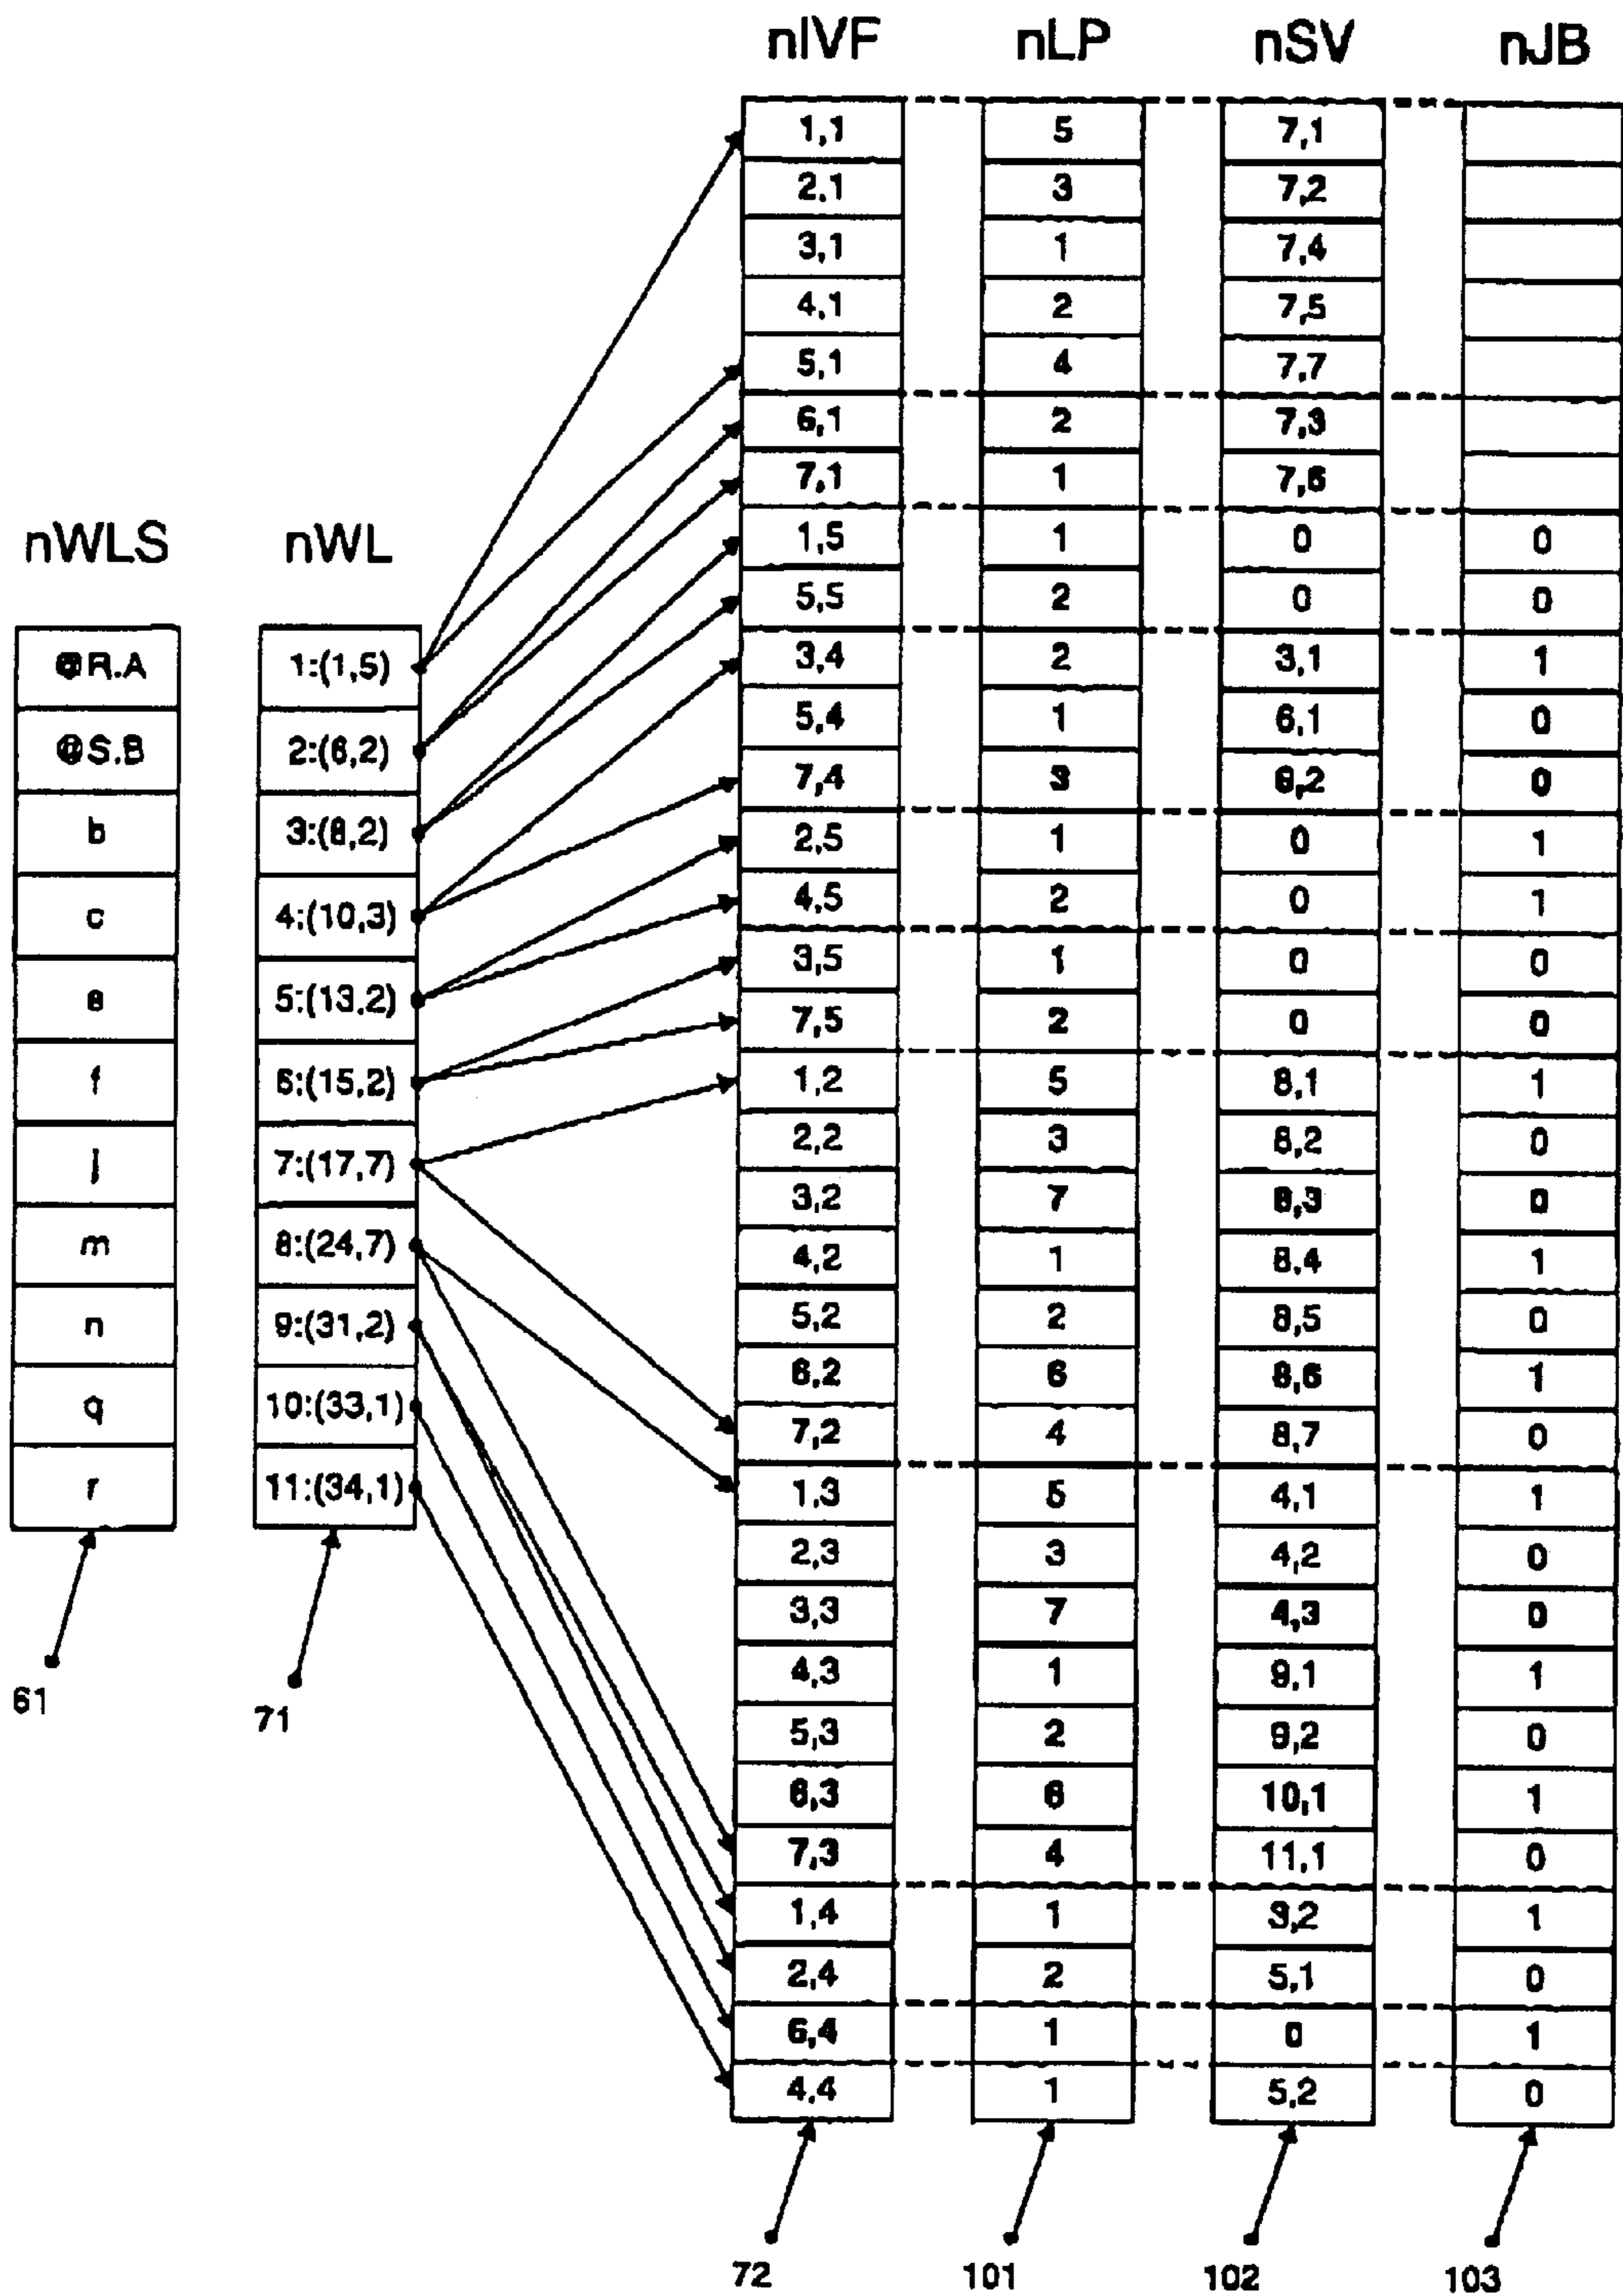 nIVF nLP nSV nJB
1,1 5 7,1
2,1 3 7,2
3,1 1 7,4
4,1 2 7,5
5,1 4 7,7
6,1 2 7,3
7,1 1 7,6
1,5 1 0 0
5,5 2 0 0
3,4 2 3,1 1
5,4 1 6,1 0
7,4 3 6,2 0
2,5 1 0 1
4,5 2 0 1
3,5 1 0 0
7,5 2 0 0
1,2 5 8,1 1
2,2 3 8,2 0
3,2 7 8,3 0
4,2 1 8,4 1
5,2 2 8,5 0
6,2 6 8,6 1
7,2 4 8,7 0
1,3 5 4,1 1
2,3 3 4,2 0
3,3 7 4,3 0
4,3 1 9,1 1
5,3 2 9,2 0
6,3 6 10,1 1
7,3 4 11,1 0
1,4 1 3,2 1
2,4 2 5,1 0
6,4 1 0 1
4,4 1 5,2 0
nWLS nWL
@R.A 1:(1,5)
@S.B 2:(6,2)
b 3:(8,2)
c 4:(10,3)
e 5:(13,2)
f 6:(15,2)
j 7:(17,7)
m 8:(24,7)
n 9:(31,2)
q 10:(33,1)
r 11:(34,1)
61 71
72 101 102 103